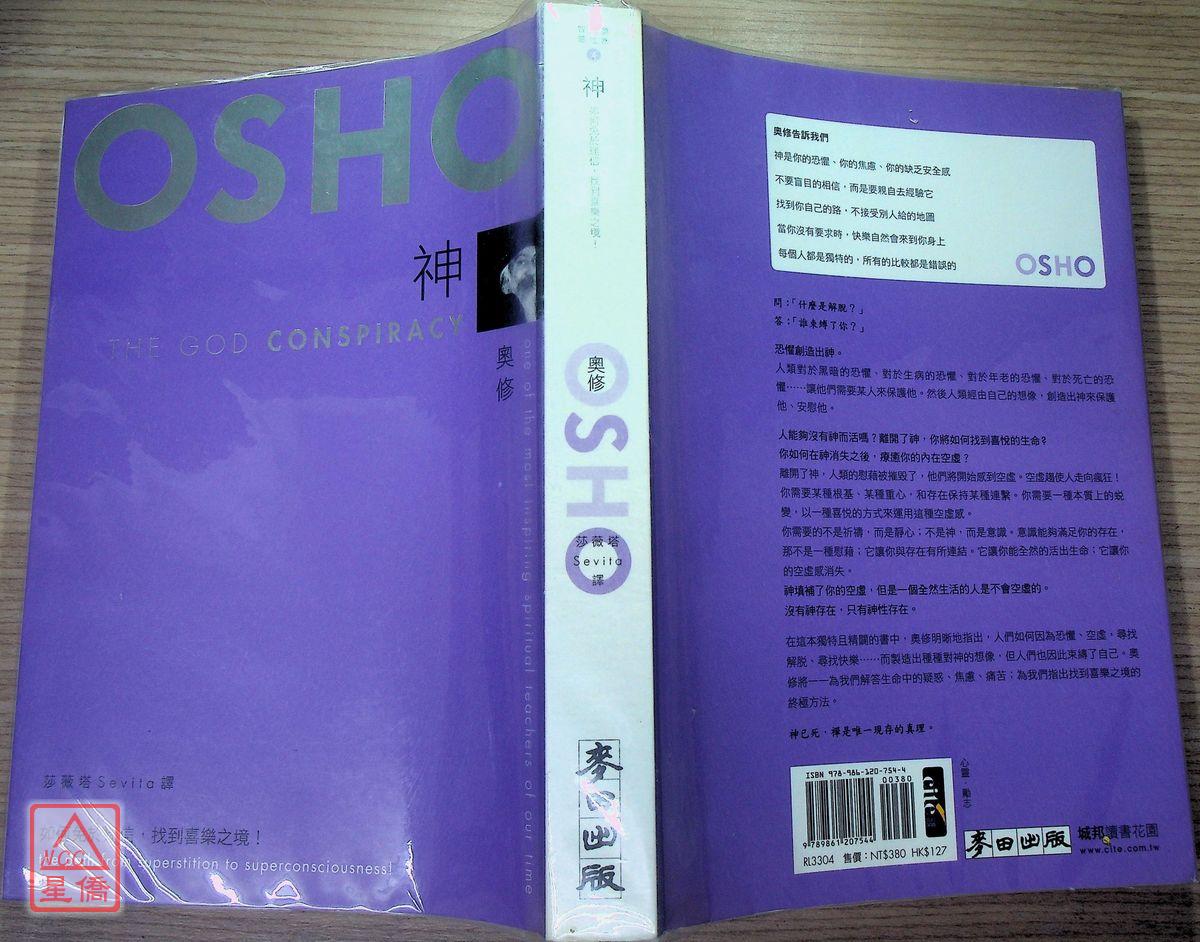 OSHO
神
THE GOD CONSPIRACY
奧修
one of the most inspiring spiritual teachers of our time
莎薇塔Sevita譯
信，找到喜樂之境！
the path from superstition to superconsciousness!
NCC
星僑
4
神
如何免於迷信，找到喜樂之境！
奧修
OSHO
莎薇塔
Sevita
譯
麥田出版
奧修告訴我們
神是你的恐懼、你的焦慮、你的缺乏安全感
不要盲目的相信，而是要親自去經驗它
找到你自己的路，不接受別人給的地圖
當你沒有要求時，快樂自然會來到你身上
每個人都是獨特的，所有的比較都是錯誤的
OSHO
問：「什麼是解脫？」
答：「誰束縛了你？」
恐懼創造出神。
人類對於黑暗的恐懼、對於生病的恐懼、對於年老的恐懼、對於死亡的恐
懼……讓他們需要某人來保護他。然後人類經由自己的想像，創造出神來保護
他、安慰他。
人能夠沒有神而活嗎？離開了神，你將如何找到喜悅的生命？
你如何在神消失之後，療癒你的內在空虛？
離開了神，人類的慰藉被摧毀了，他們將開始感到空虛。空虛趨使人走向瘋狂！
你需要某種根基、某種重心，和存在保持某種連繫。你需要一種本質上的蛻
變，以一種喜悅的方式來運用這種空虛感。
你需要的不是祈禱，而是靜心；不是神，而是意識。意識能夠滿足你的存在，
那不是一種慰藉；它讓你與存在有所連結。它讓你能全然的活出生命；它讓你
的空虛感消失。
神填補了你的空虛，但是一個全然生活的人是不會空虛的。
沒有神存在，只有神性存在。
在這本獨特且精闢的書中，奧修明晰地指出，人們如何因為恐懼、空虛，尋找
解脫、尋找快樂……而製造出種種對神的想像，但人們也因此束縛了自己。奧
修將一一為我們解答生命中的疑惑、焦慮、痛苦；為我們指出找到喜樂之境的
終極方法。
神已死，禪是唯一現存的真理。
ISBN 978-986-120-754-4
00380
9789861207544
RL3304 售價：NT$380 HK$127
cite
心靈．勵志
麥田出版
城邦讀書花園
www.cite.com.tw